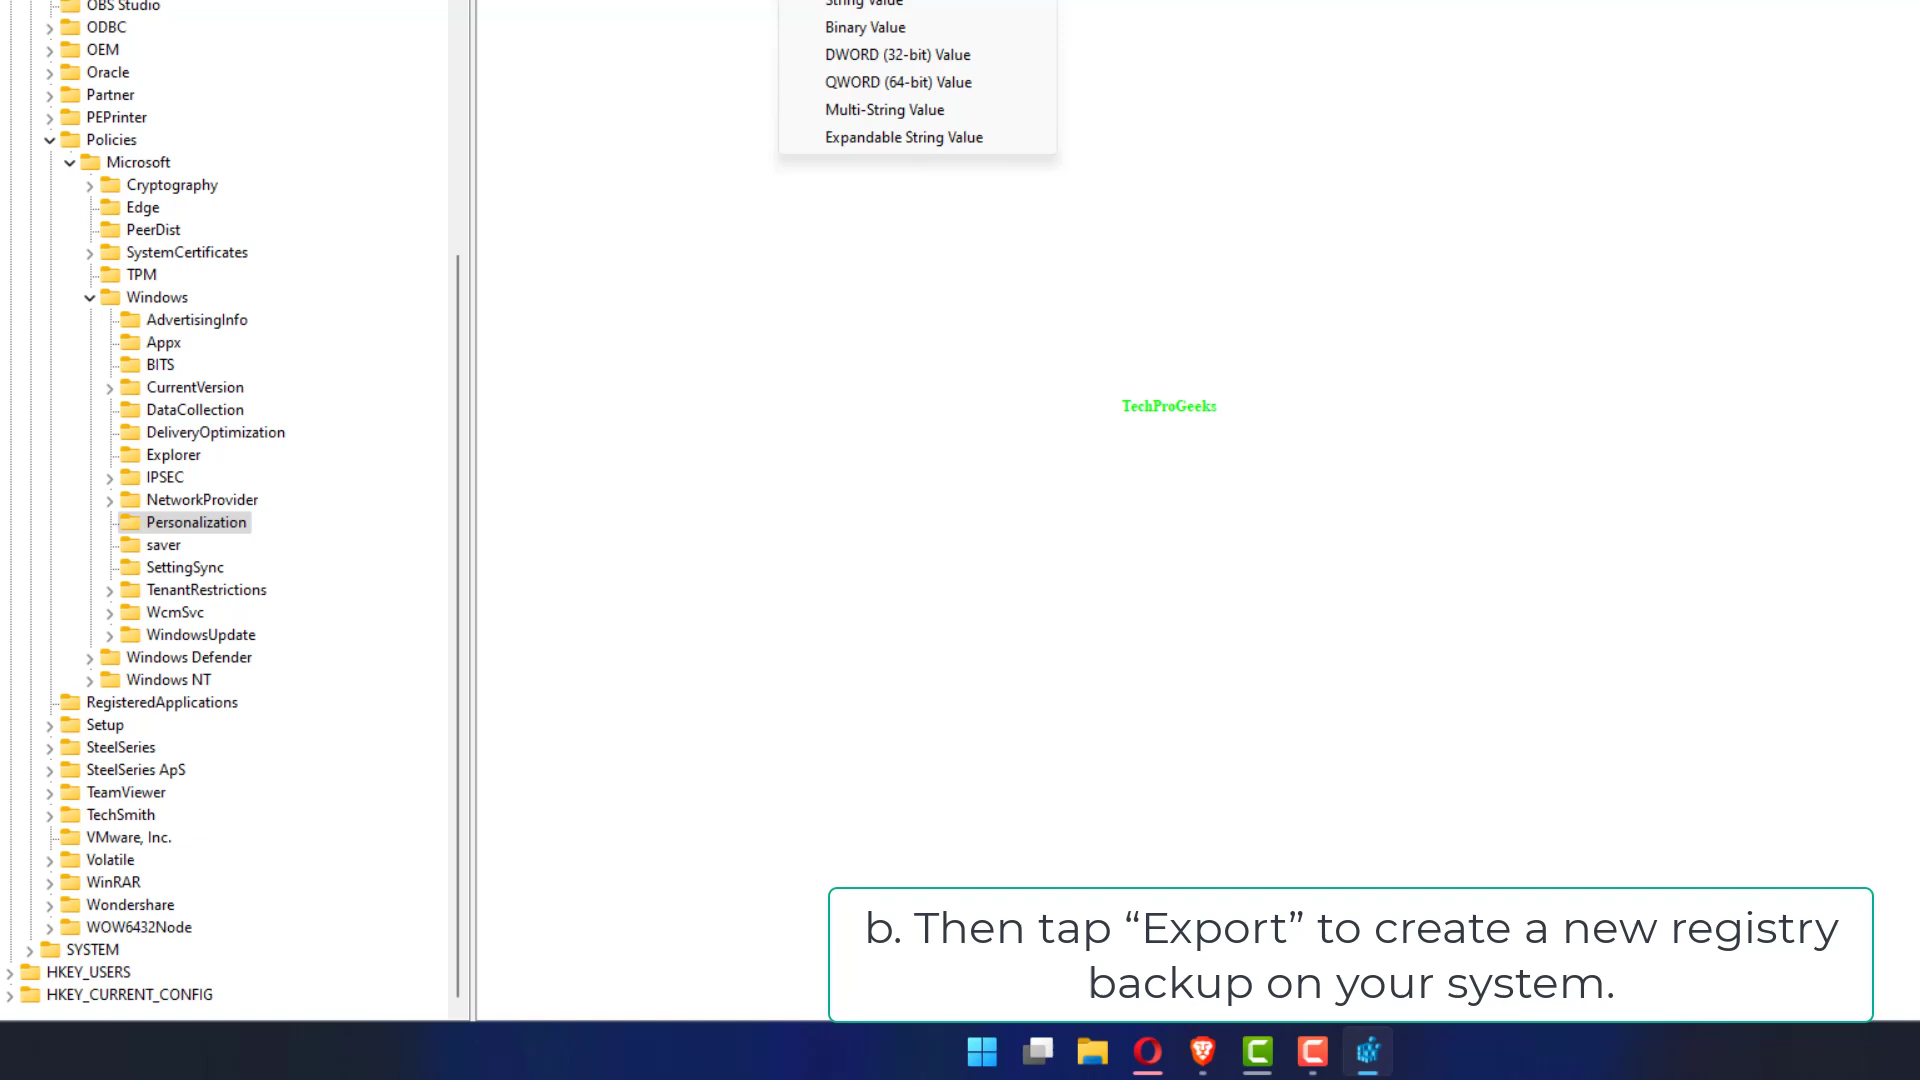 OBS Studio
ODBC
OEM
Oracle
Partner
PEPrinter
Policies
Microsoft
Cryptography
Edge
PeerDist
SystemCertificates
TPM
Windows
AdvertisingInfo
Appx
BITS
CurrentVersion
DataCollection
DeliveryOptimization
Explorer
IPSEC
NetworkProvider
Personalization
saver
SettingSync
TenantRestrictions
WcmSvc
WindowsUpdate
Windows Defender
Windows NT
RegisteredApplications
Setup
SteelSeries
SteelSeries ApS
TeamViewer
TechSmith
VMware, Inc.
Volatile
WinRAR
Wondershare
WOW6432Node
SYSTEM
HKEY_USERS
HKEY_CURRENT_CONFIG
String Value
Binary Value
DWORD (32-bit) Value
QWORD (64-bit) Value
Multi-String Value
Expandable String Value
TechProGeeks
b. Then tap “Export” to create a new registry
backup on your system.